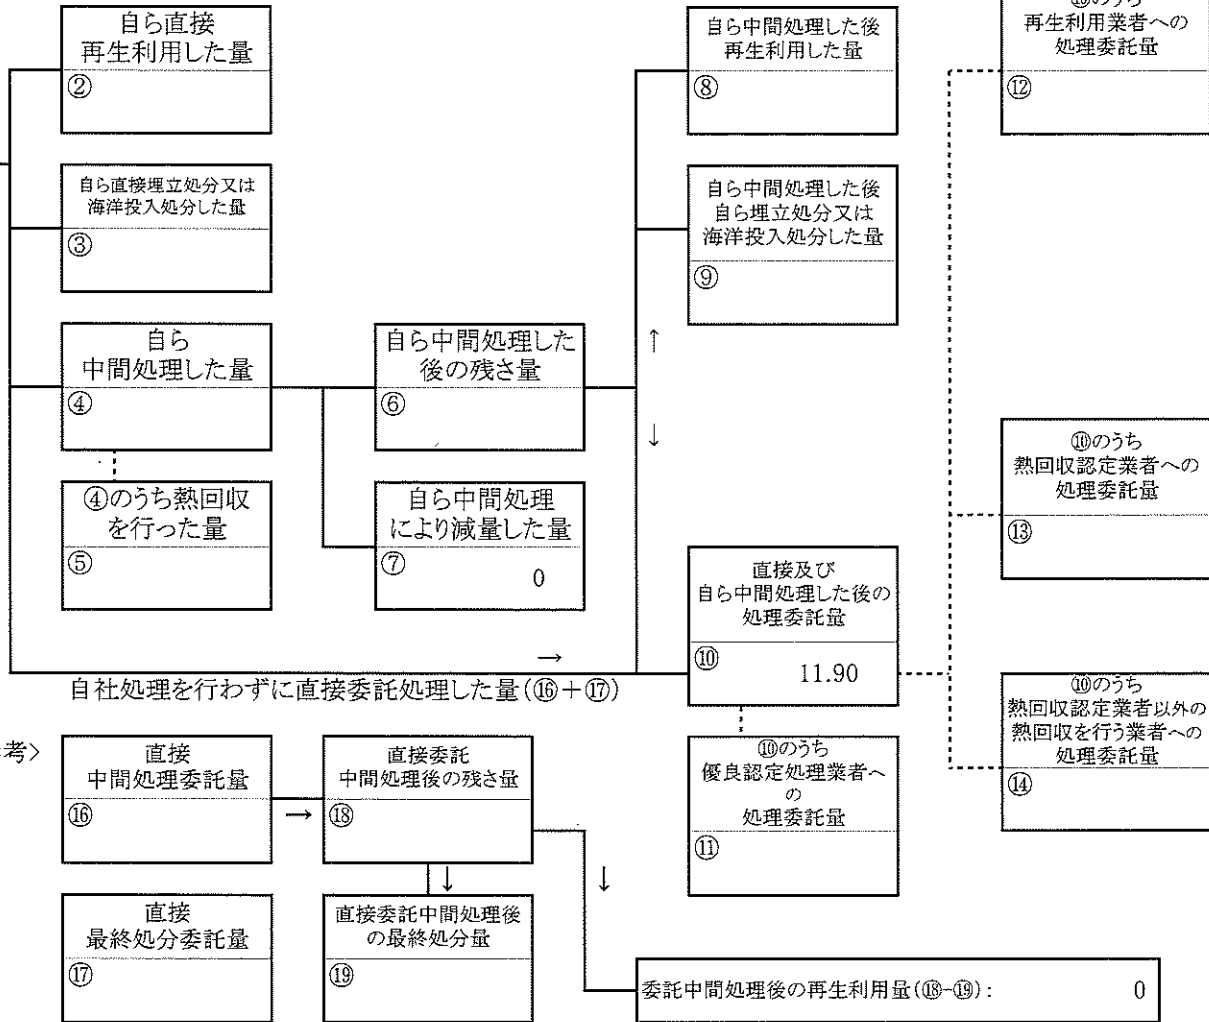 自ら直接
再生利用した量
②
自ら直接埋立処分又は
海洋投入処分した量
③
自ら
中間処理した量
④
④のうち熱回収
を行った量
⑤
自ら中間処理した
後の残さ量
⑥
自ら中間処理
により減量した量
⑦
0
自ら中間処理した後
再生利用した量
⑧
自ら中間処理した後
自ら埋立処分又は
海洋投入処分した量
⑨
↑
↓
直接及び
自ら中間処理した後の
処理委託量
⑩ 11.90
⑩のうち
優良認定処理業者へ
の
処理委託量
⑪
⑩のうち
再生利用業者への
処理委託量
⑫
⑩のうち
熱回収認定業者への
処理委託量
⑬
⑩のうち
熱回収認定業者以外の
熱回収を行う業者への
処理委託量
⑭
→
自社処理を行わずに直接委託処理した量(⑯+⑰)
考>
直接
中間処理委託量
⑯
→
直接委託
中間処理後の残さ量
⑱
↓
↓
直接
最終処分委託量
⑰
直接委託中間処理後
の最終処分量
⑲
委託中間処理後の再生利用量(⑱-⑲): 0